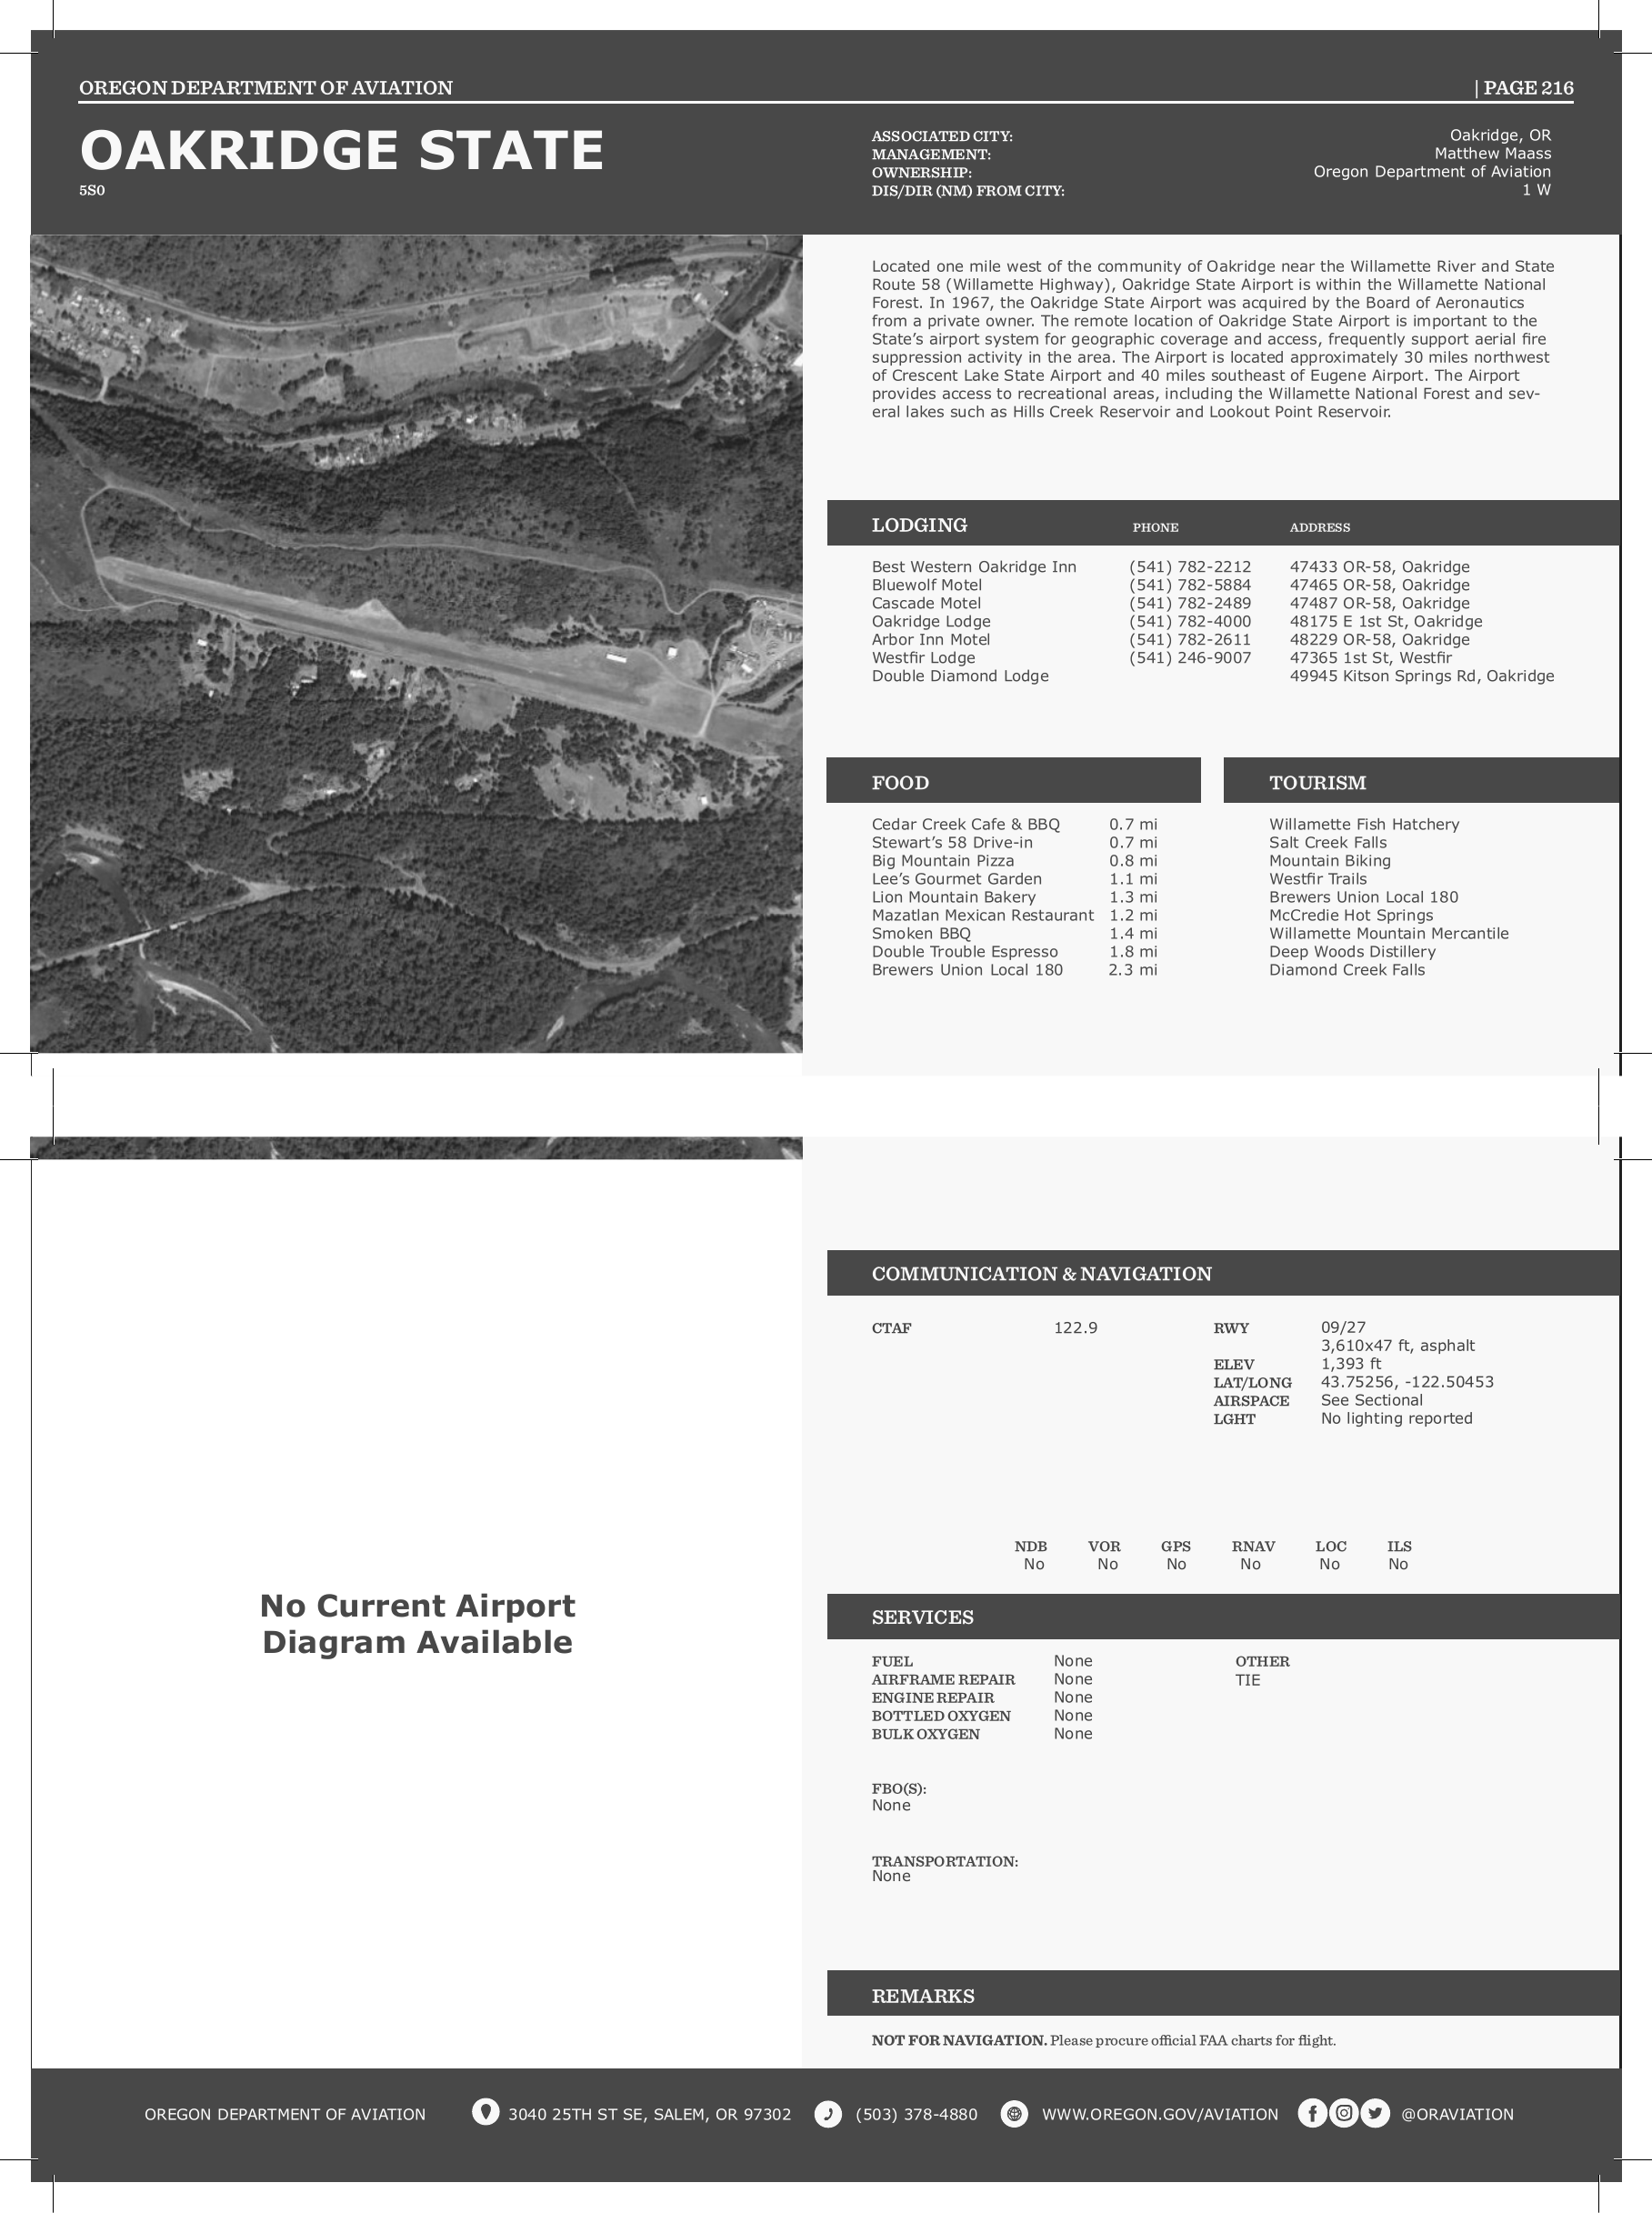 OREGON DEPARTMENT OF AVIATION | PAGE 216
OAKRIDGE STATE
5S0
ASSOCIATED CITY: Oakridge, OR
MANAGEMENT: Matthew Maass
OWNERSHIP: Oregon Department of Aviation
DIS/DIR (NM) FROM CITY: 1 W
Located one mile west of the community of Oakridge near the Willamette River and State
Route 58 (Willamette Highway), Oakridge State Airport is within the Willamette National
Forest. In 1967, the Oakridge State Airport was acquired by the Board of Aeronautics
from a private owner. The remote location of Oakridge State Airport is important to the
State's airport system for geographic coverage and access, frequently support aerial fire
suppression activity in the area. The Airport is located approximately 30 miles northwest
of Crescent Lake State Airport and 40 miles southeast of Eugene Airport. The Airport
provides access to recreational areas, including the Willamette National Forest and sev-
eral lakes such as Hills Creek Reservoir and Lookout Point Reservoir.
LODGING PHONE ADDRESS
Best Western Oakridge Inn (541) 782-2212 47433 OR-58, Oakridge
Bluewolf Motel (541) 782-5884 47465 OR-58, Oakridge
Cascade Motel (541) 782-2489 47487 OR-58, Oakridge
Oakridge Lodge (541) 782-4000 48175 E 1st St, Oakridge
Arbor Inn Motel (541) 782-2611 48229 OR-58, Oakridge
Westfir Lodge (541) 246-9007 47365 1st St, Westfir
Double Diamond Lodge 49945 Kitson Springs Rd, Oakridge
FOOD
Cedar Creek Cafe & BBQ 0.7 mi
Stewart's 58 Drive-in 0.7 mi
Big Mountain Pizza 0.8 mi
Lee's Gourmet Garden 1.1 mi
Lion Mountain Bakery 1.3 mi
Mazatlan Mexican Restaurant 1.2 mi
Smoken BBQ 1.4 mi
Double Trouble Espresso 1.8 mi
Brewers Union Local 180 2.3 mi
TOURISM
Willamette Fish Hatchery
Salt Creek Falls
Mountain Biking
Westfir Trails
Brewers Union Local 180
McCredie Hot Springs
Willamette Mountain Mercantile
Deep Woods Distillery
Diamond Creek Falls
No Current Airport
Diagram Available
COMMUNICATION & NAVIGATION
CTAF 122.9
RWY 09/27
3,610x47 ft, asphalt
ELEV 1,393 ft
LAT/LONG 43.75256, -122.50453
AIRSPACE See Sectional
LGHT No lighting reported
NDB VOR GPS RNAV LOC ILS
No No No No No No
SERVICES
FUEL None
AIRFRAME REPAIR None
ENGINE REPAIR None
BOTTLED OXYGEN None
BULK OXYGEN None
OTHER
TIE
FBO(S):
None
TRANSPORTATION:
None
REMARKS
NOT FOR NAVIGATION. Please procure official FAA charts for flight.
OREGON DEPARTMENT OF AVIATION 3040 25TH ST SE, SALEM, OR 97302 (503) 378-4880 WWW.OREGON.GOV/AVIATION @ORAVIATION